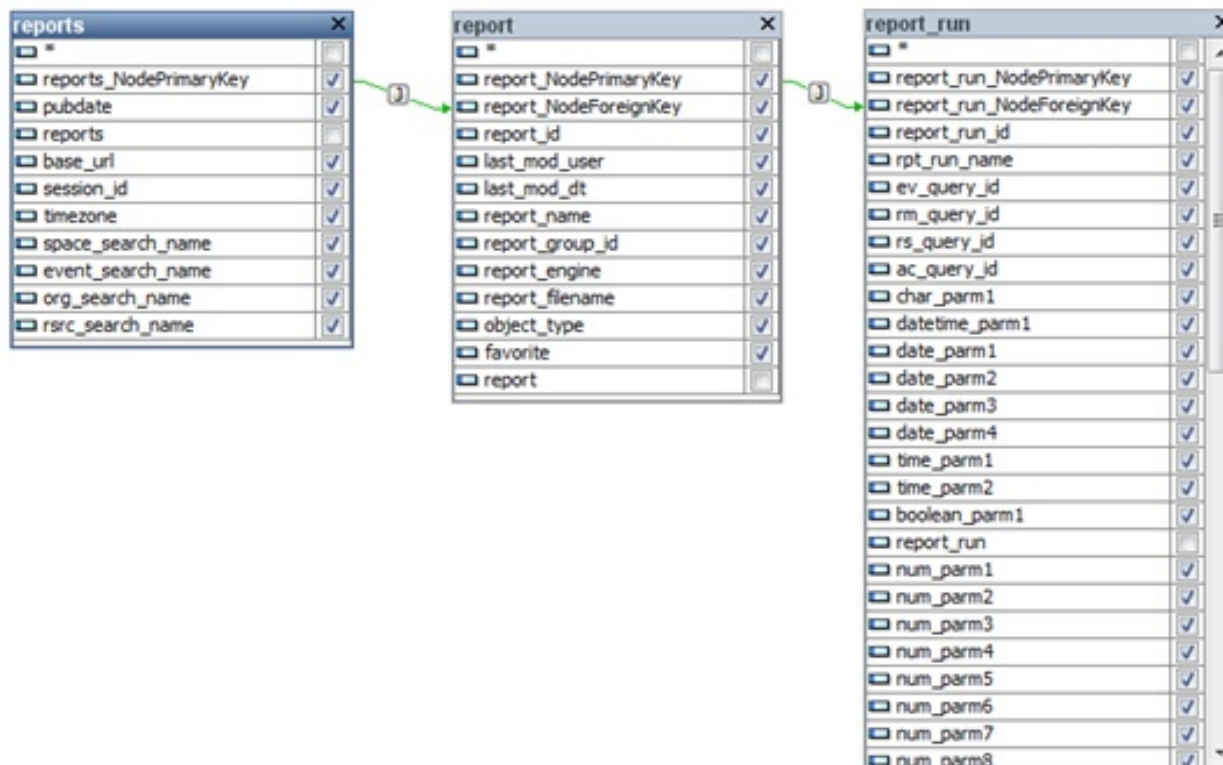 reports
*
reports_NodePrimaryKey
pubdate
reports
base_url
session_id
timezone
space_search_name
event_search_name
org_search_name
rsrc_search_name
report
*
report_NodePrimaryKey
report_NodeForeignKey
report_id
last_mod_user
last_mod_dt
report_name
report_group_id
report_engine
report_filename
object_type
favorite
report
report_run
*
report_run_NodePrimaryKey
report_run_NodeForeignKey
report_run_id
rpt_run_name
ev_query_id
rm_query_id
rs_query_id
ac_query_id
char_parm1
datetime_parm1
date_parm1
date_parm2
date_parm3
date_parm4
time_parm1
time_parm2
boolean_parm1
report_run
num_parm1
num_parm2
num_parm3
num_parm4
num_parm5
num_parm6
num_parm7
num_parm8